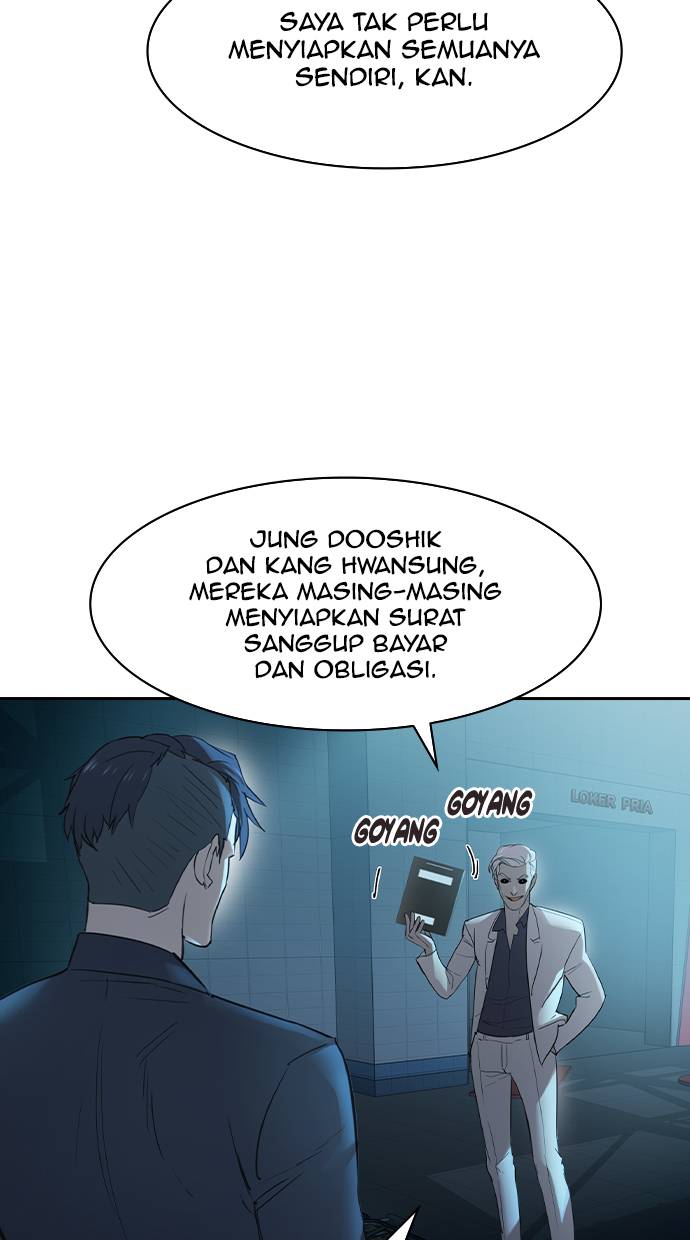 SAYA TAK PERLU
MENYIAPKAN SEMUANYA
SENDIRI, KAN.
JUNG DOOSHIK
DAN KANG HWANSUNG,
MEREKA MASING-MASING
MENYIAPKAN SURAT
SANGGUP BAYAR
DAN OBLIGASI.
GOYANG
GOYANG
LOKER PRIA